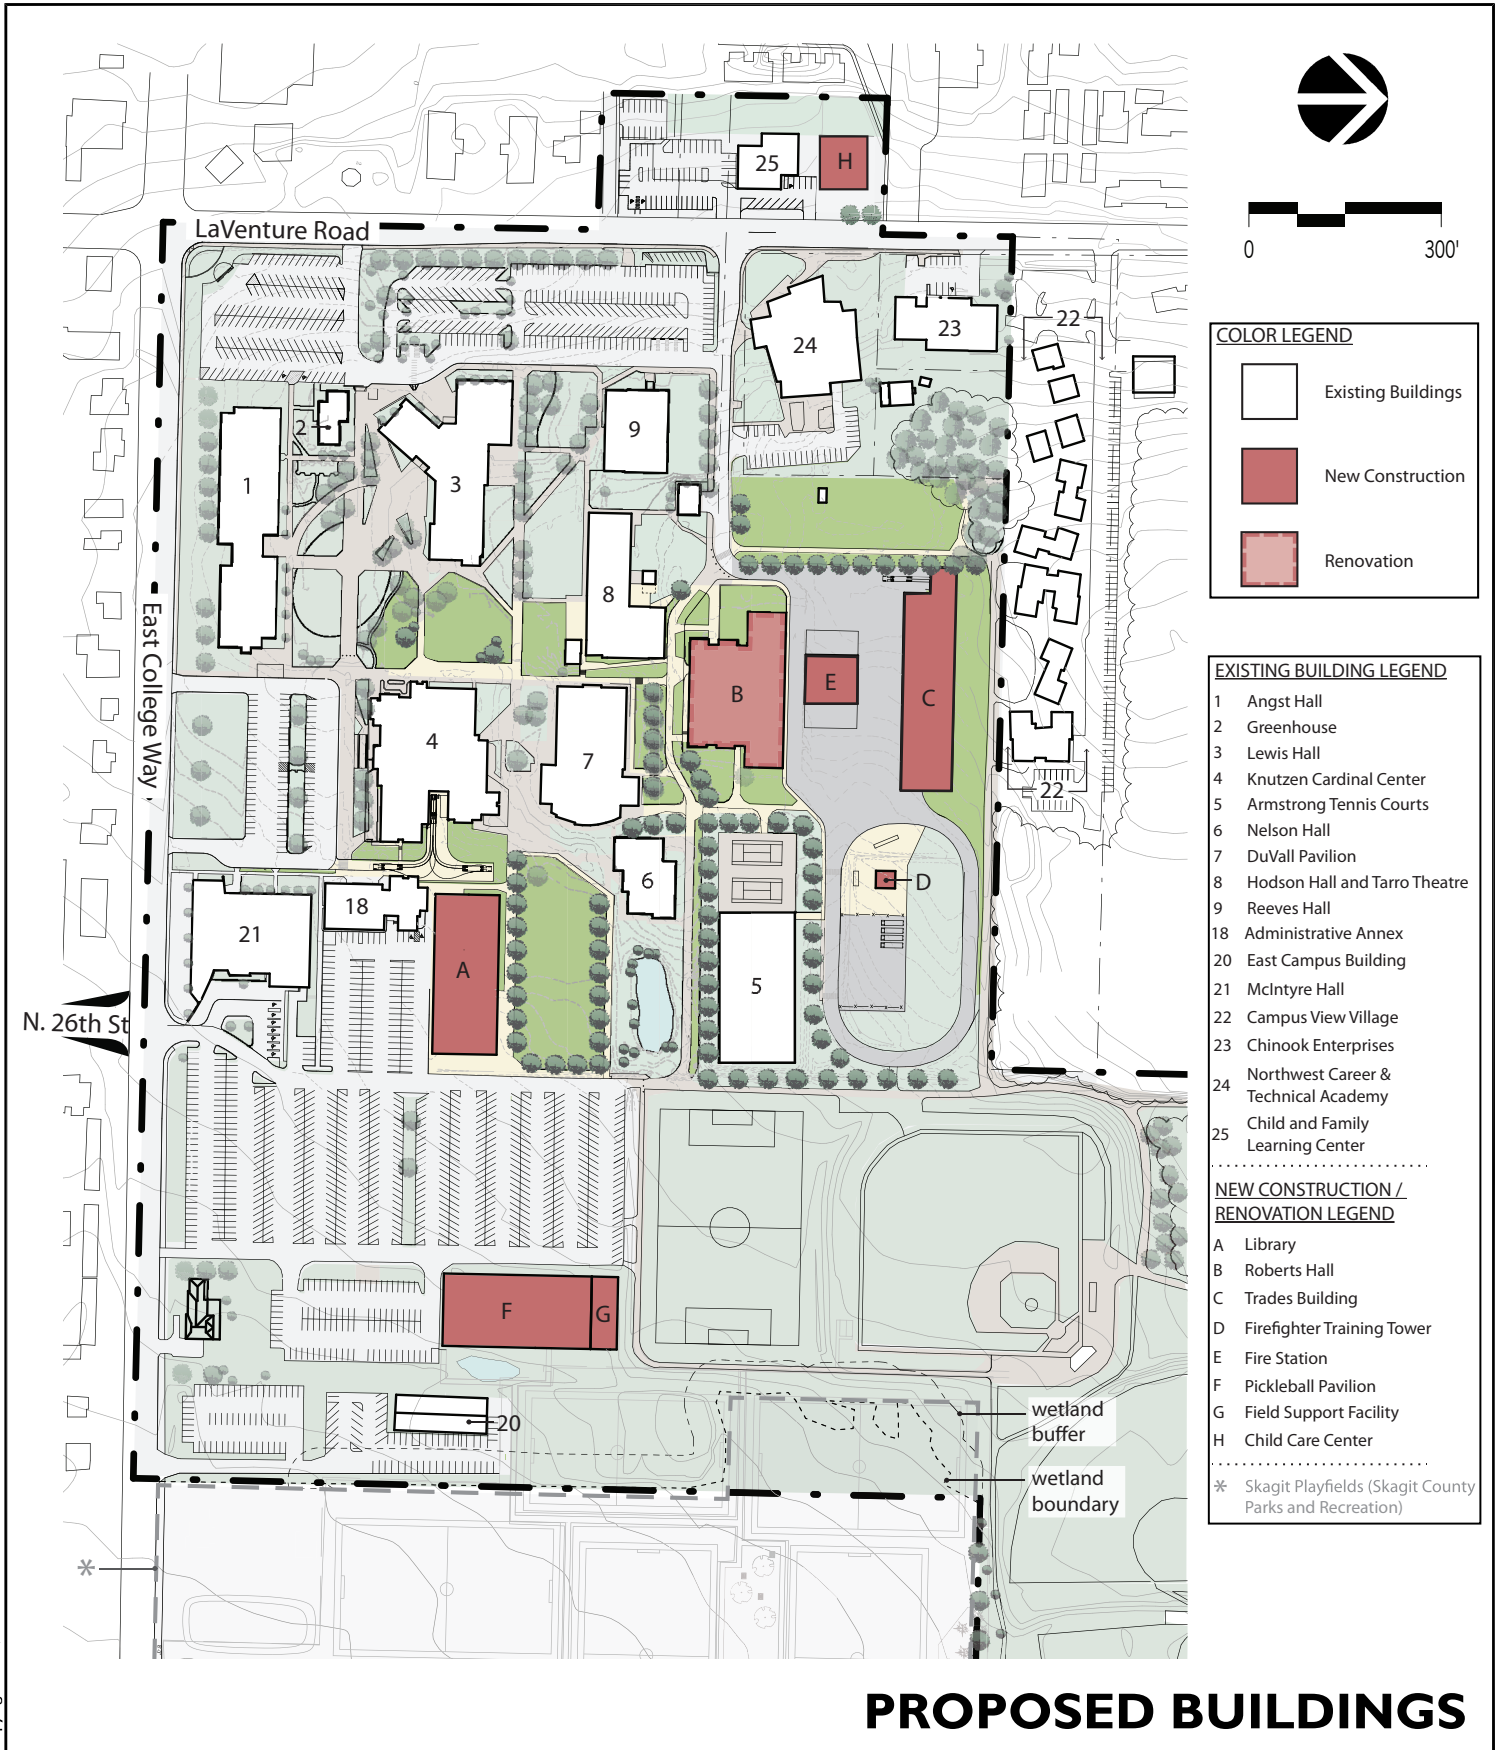 25
H
LaVenture Road
0
300'
22
23
24
COLOR LEGEND
Existing Buildings
New Construction
Renovation
2
9
1
3
8
East College Way
B
E
C
4
7
22
6
D
18
21
A
5
N. 26th St
F
G
20
wetland
buffer
wetland
boundary
*
EXISTING BUILDING LEGEND
1 Angst Hall
2 Greenhouse
3 Lewis Hall
4 Knutzen Cardinal Center
5 Armstrong Tennis Courts
6 Nelson Hall
7 DuVall Pavilion
8 Hodson Hall and Tarro Theatre
9 Reeves Hall
18 Administrative Annex
20 East Campus Building
21 McIntyre Hall
22 Campus View Village
23 Chinook Enterprises
24 Northwest Career &
Technical Academy
25 Child and Family
Learning Center
NEW CONSTRUCTION /
RENOVATION LEGEND
A Library
B Roberts Hall
C Trades Building
D Firefighter Training Tower
E Fire Station
F Pickleball Pavilion
G Field Support Facility
H Child Care Center
* Skagit Playfields (Skagit County
Parks and Recreation)
PROPOSED BUILDINGS